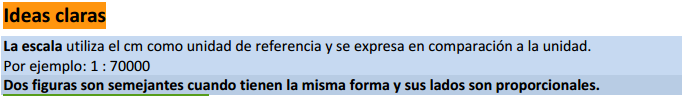 Ideas claras
La escala utiliza el cm como unidad de referencia y se expresa en comparación a la unidad.
Por ejemplo: 1 : 70000
Dos figuras son semejantes cuando tienen la misma forma y sus lados son proporcionales.